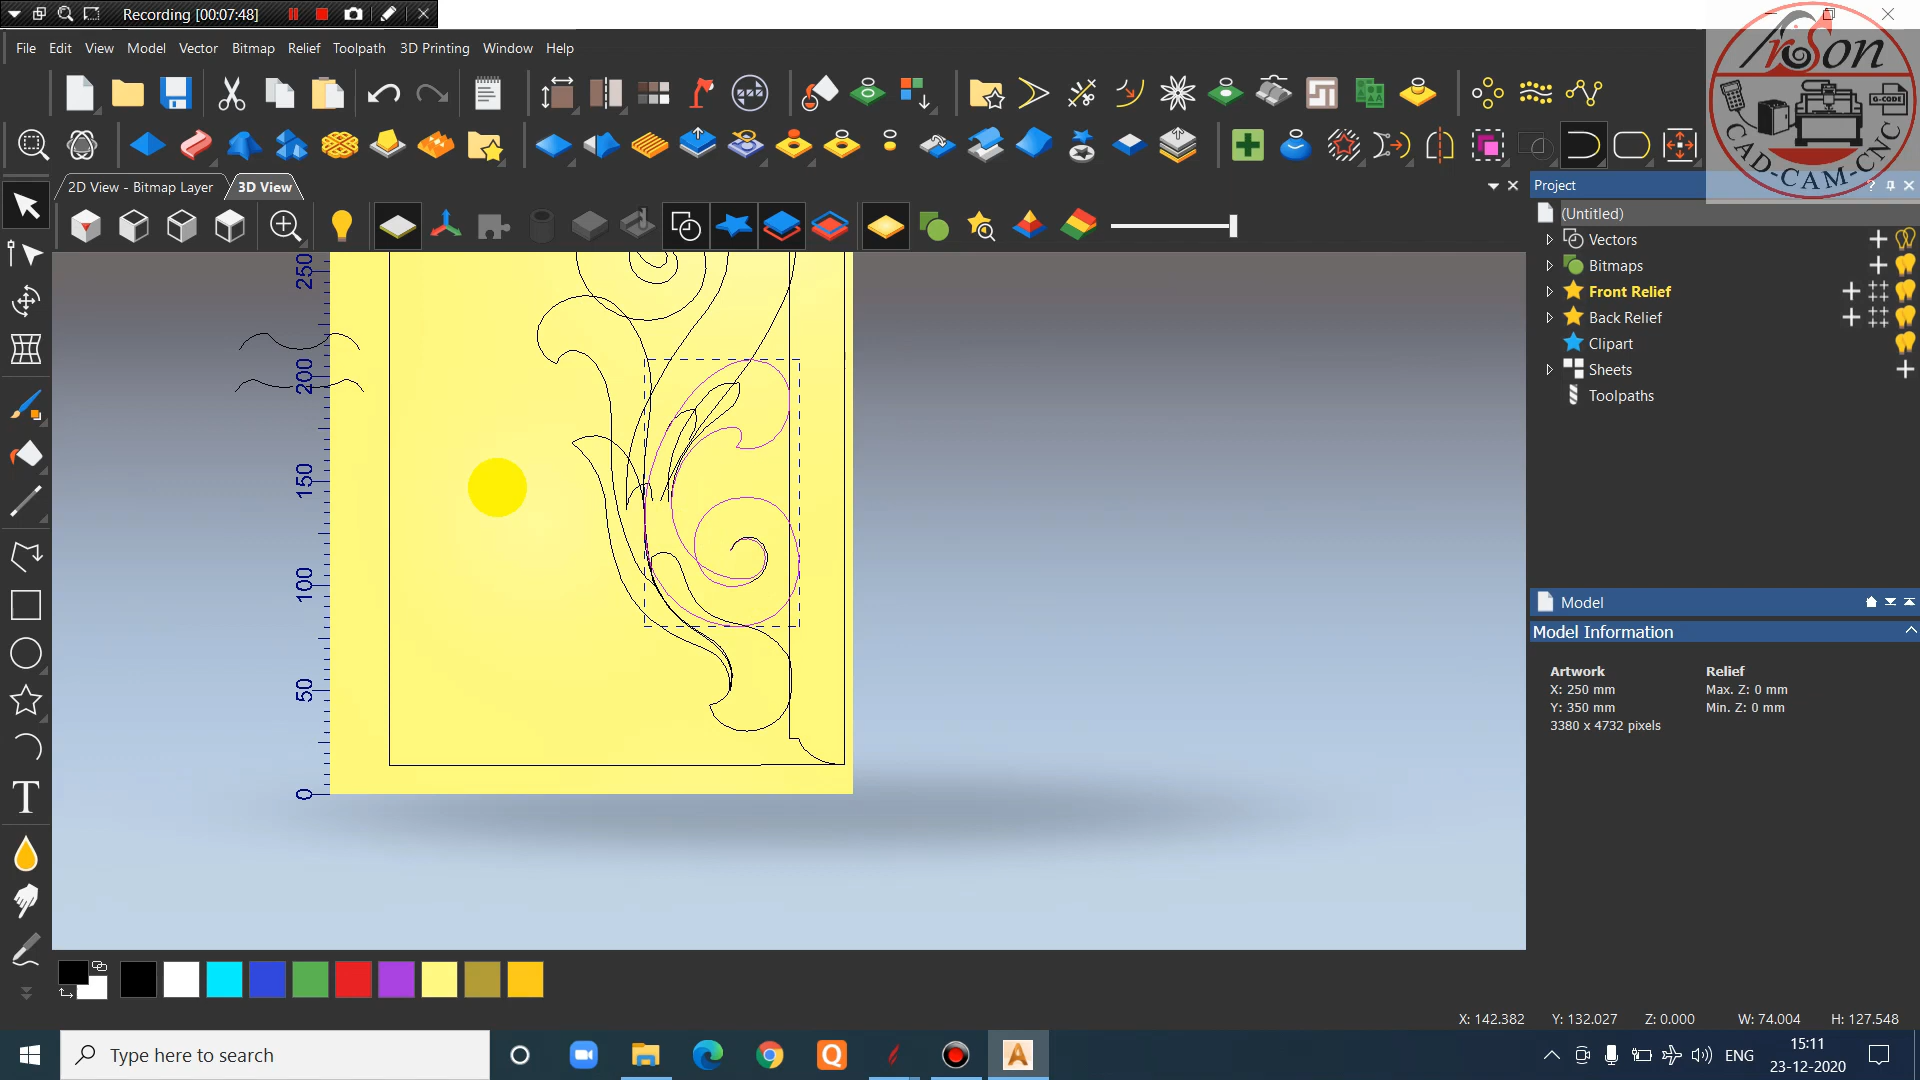 Recording [00:07:48]
File Edit View Model Vector Bitmap Relief Toolpath 3D Printing Window Help
ArSon
G-CODE
CAD-CAM-CNC
2D View - Bitmap Layer
3D View
Project
(Untitled)
Vectors
Bitmaps
Front Relief
Back Relief
Clipart
Sheets
Toolpaths
250
200
150
100
50
0
Model
Model Information
Artwork Relief
X: 250 mm Max. Z: 0 mm
Y: 350 mm Min. Z: 0 mm
3380 x 4732 pixels
X: 142.382 Y: 132.027 Z: 0.000 W: 74.004 H: 127.548
Type here to search
ENG
15:11
23-12-2020